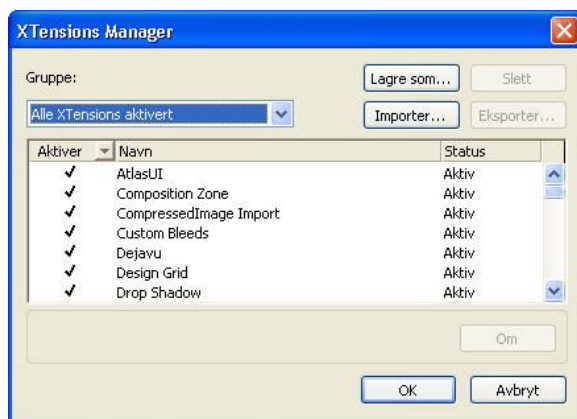 XTensions Manager
Gruppe:
Lagre som... Slett
Alle XTensions aktivert Importer... Eksporter...
Aktiver Navn Status
AtlasUI Aktiv
Composition Zone Aktiv
CompressedImage Import Aktiv
Custom Bleeds Aktiv
Dejavu Aktiv
Design Grid Aktiv
Drop Shadow Aktiv
Om
OK Avbryt